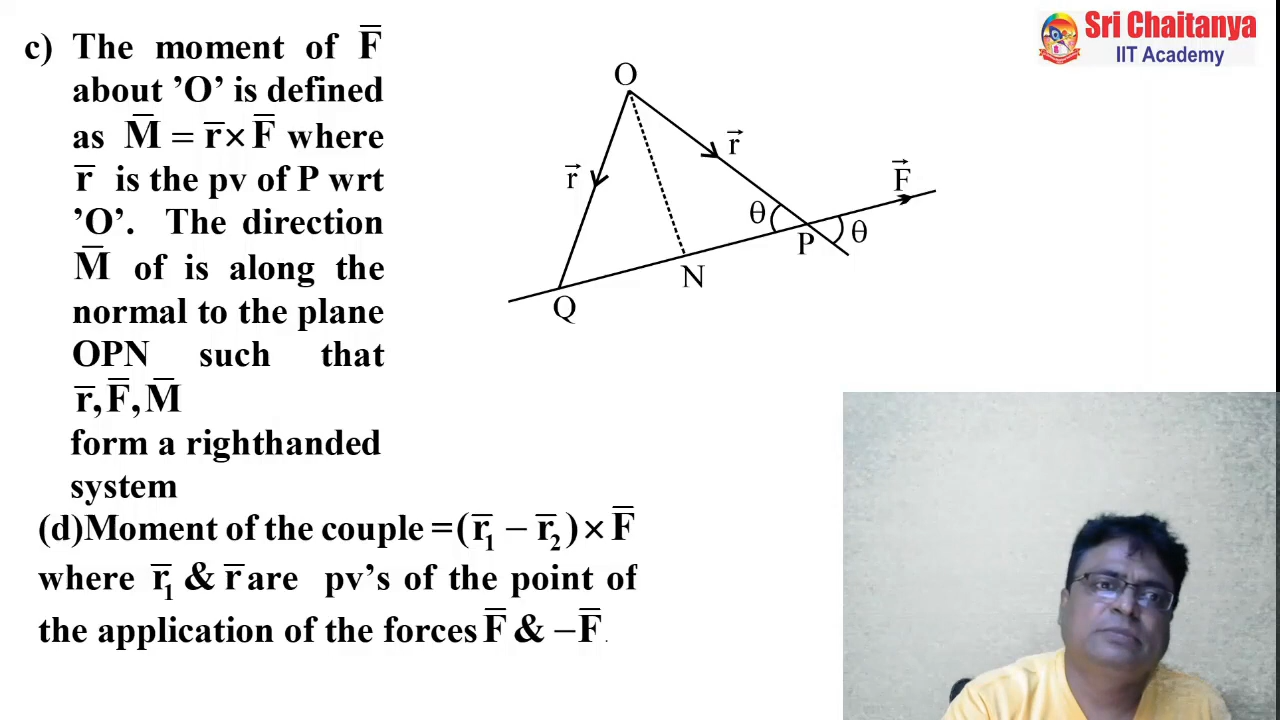 Sri Chaitanya
IIT Academy
c) The moment of F̅
about ’O’ is defined
as M̅ = r̅×F̅ where
r̅ is the pv of P wrt
’O’. The direction
M̅ of is along the
normal to the plane
OPN such that
r̅,F̅,M̅
form a righthanded
system
(d)Moment of the couple =(r̅₁ − r̅₂)×F̅
where r̅₁ & r̅ are pv’s of the point of
the application of the forces F̅ & −F̅.
O
r⃗
r⃗
F⃗
θ
θ
P
N
Q